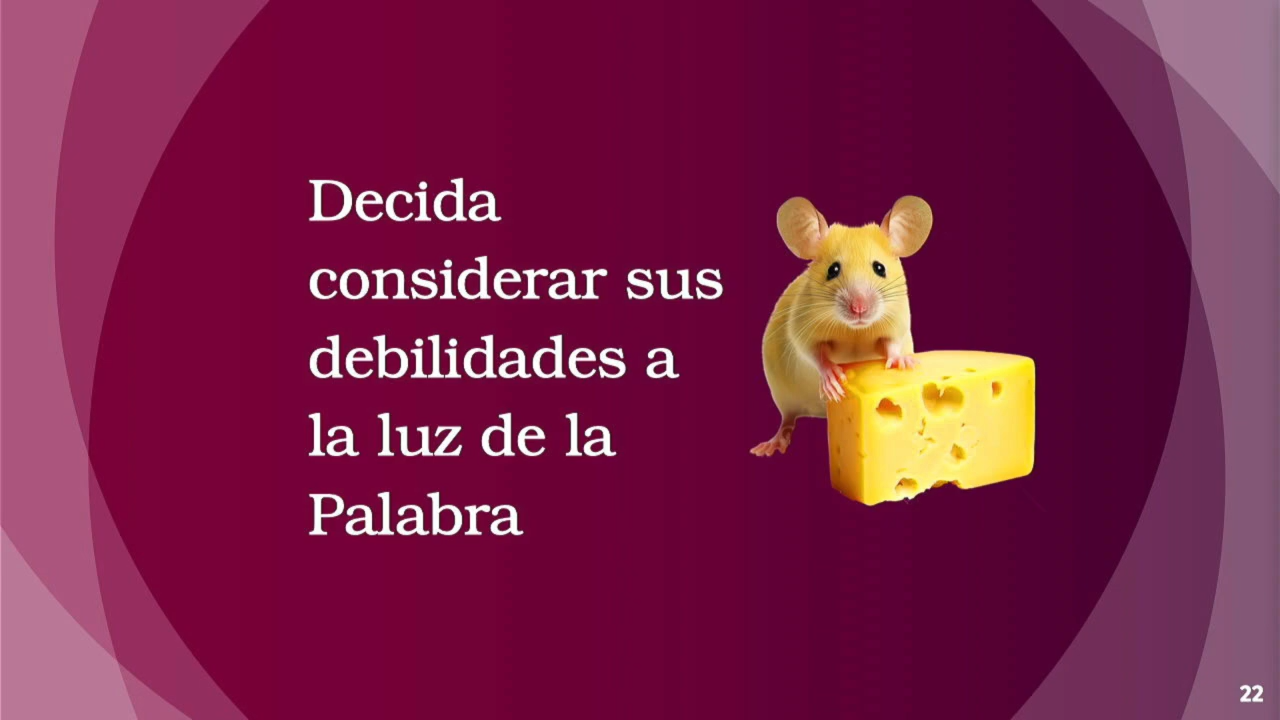 Decida
considerar sus
debilidades a
la luz de la
Palabra
22